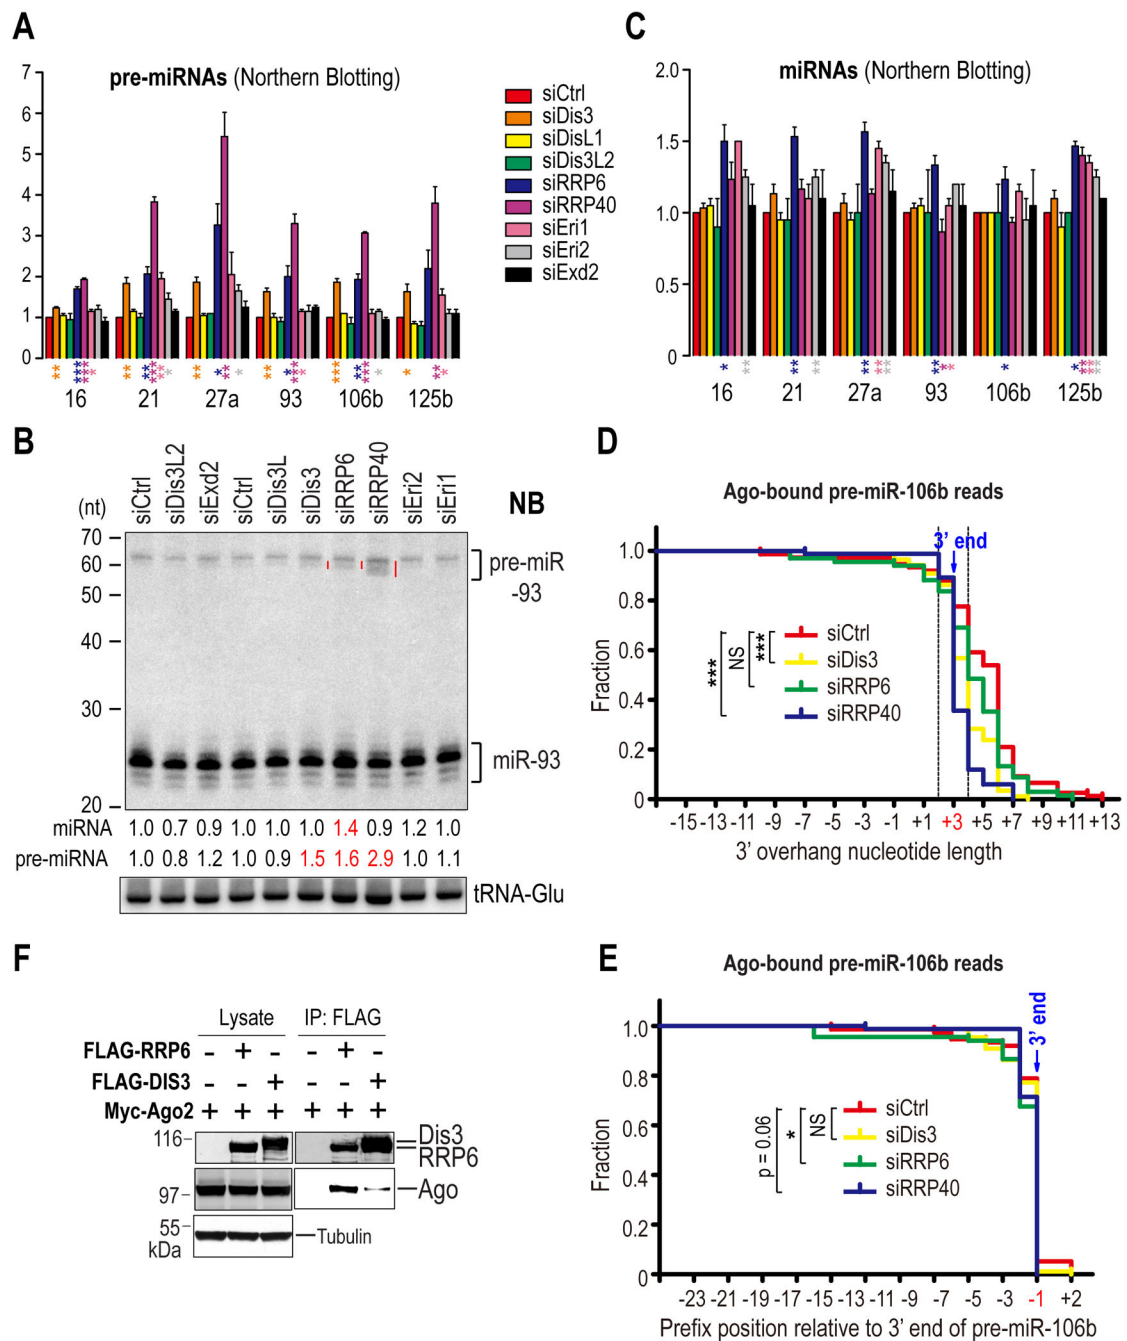 A
pre-miRNAs (Northern Blotting)
7
6
5
4
3
2
1
0
** *** *** ** ** *** *** * ** * *** * ** *** *** *** ** *** * * ** *
16 21 27a 93 106b 125b
siCtrl
siDis3
siDisL1
siDis3L2
siRRP6
siRRP40
siEri1
siEri2
siExd2
C
miRNAs (Northern Blotting)
2.0
1.5
1.0
0.5
0
16 21 27a 93 106b 125b
B
siCtrl
siDis3L2
siExd2
siCtrl
siDis3L
siDis3
siRRP6
siRRP40
siEri2
siEri1
NB
(nt)
70
60
50
40
30
20
pre-miR
-93
miR-93
miRNA 1.0 0.7 0.9 1.0 1.0 1.0 1.4 0.9 1.2 1.0
pre-miRNA 1.0 0.8 1.2 1.0 0.9 1.5 1.6 2.9 1.0 1.1
tRNA-Glu
D
Ago-bound pre-miR-106b reads
3' end
1.0
0.8
0.6
0.4
0.2
0
Fraction
*** NS ***
siCtrl
siDis3
siRRP6
siRRP40
-15 -13 -11 -9 -7 -5 -3 -1 +1 +3 +5 +7 +9 +11 +13
3' overhang nucleotide length
F
Lysate IP: FLAG
FLAG-RRP6 - + - - + -
FLAG-DIS3 - - + - - +
Myc-Ago2 + + + + + +
116
Dis3
RRP6
97
Ago
55
kDa
Tubulin
E
Ago-bound pre-miR-106b reads
3' end
1.0
0.8
0.6
0.4
0.2
0
Fraction
p = 0.06 * NS
siCtrl
siDis3
siRRP6
siRRP40
-23 -21 -19 -17 -15 -13 -11 -9 -7 -5 -3 -1 +2
Prefix position relative to 3' end of pre-miR-106b